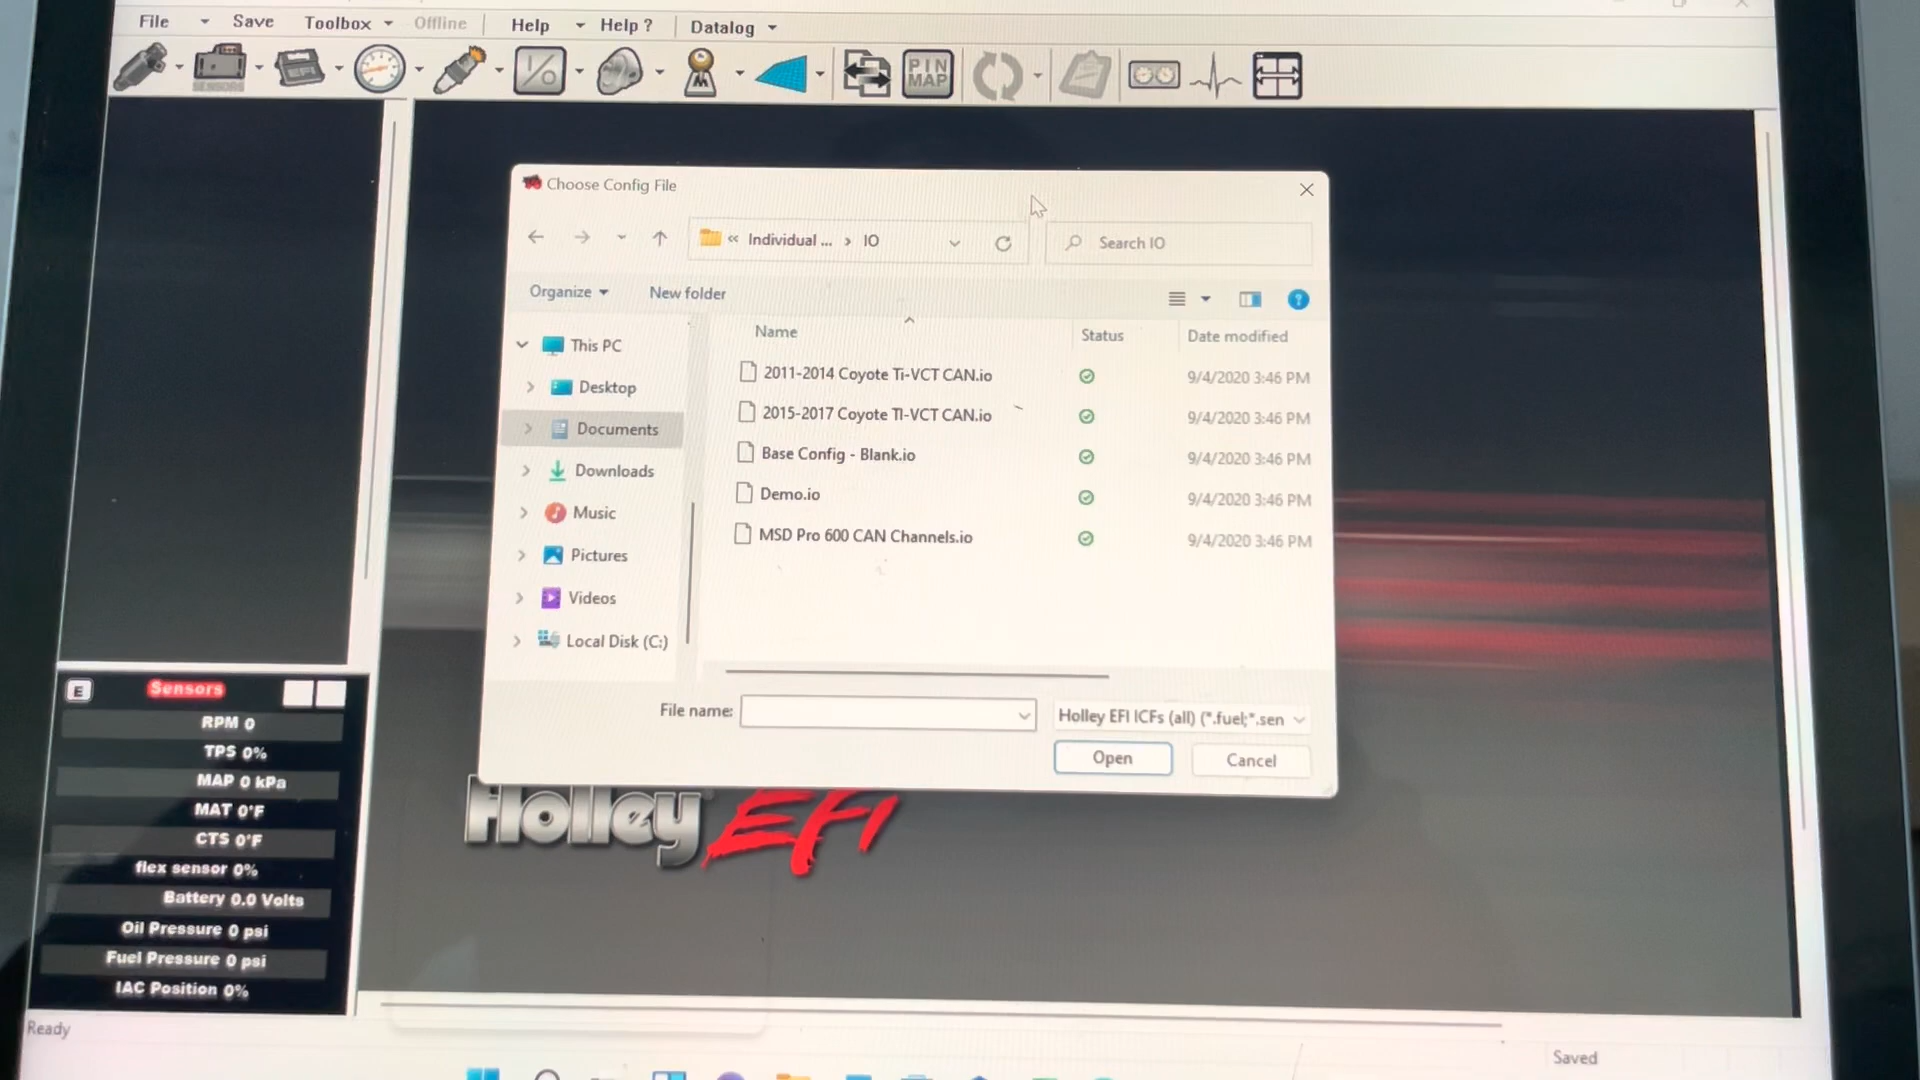 File Save Toolbox Offline Help Help ? Datalog
SENSORS EFI I/O PIN MAP
Choose Config File
« Individual ... › IO
Search IO
Organize New folder
Name Status Date modified
This PC
Desktop
Documents
Downloads
Music
Pictures
Videos
Local Disk (C:)
2011-2014 Coyote Ti-VCT CAN.io 9/4/2020 3:46 PM
2015-2017 Coyote TI-VCT CAN.io 9/4/2020 3:46 PM
Base Config - Blank.io 9/4/2020 3:46 PM
Demo.io 9/4/2020 3:46 PM
MSD Pro 600 CAN Channels.io 9/4/2020 3:46 PM
File name:
Holley EFI ICFs (all) (*.fuel;*.sen
Open Cancel
E Sensors
RPM 0
TPS 0%
MAP 0 kPa
MAT 0°F
CTS 0°F
flex sensor 0%
Battery 0.0 Volts
Oil Pressure 0 psi
Fuel Pressure 0 psi
IAC Position 0%
Holley EFI
Ready
Saved